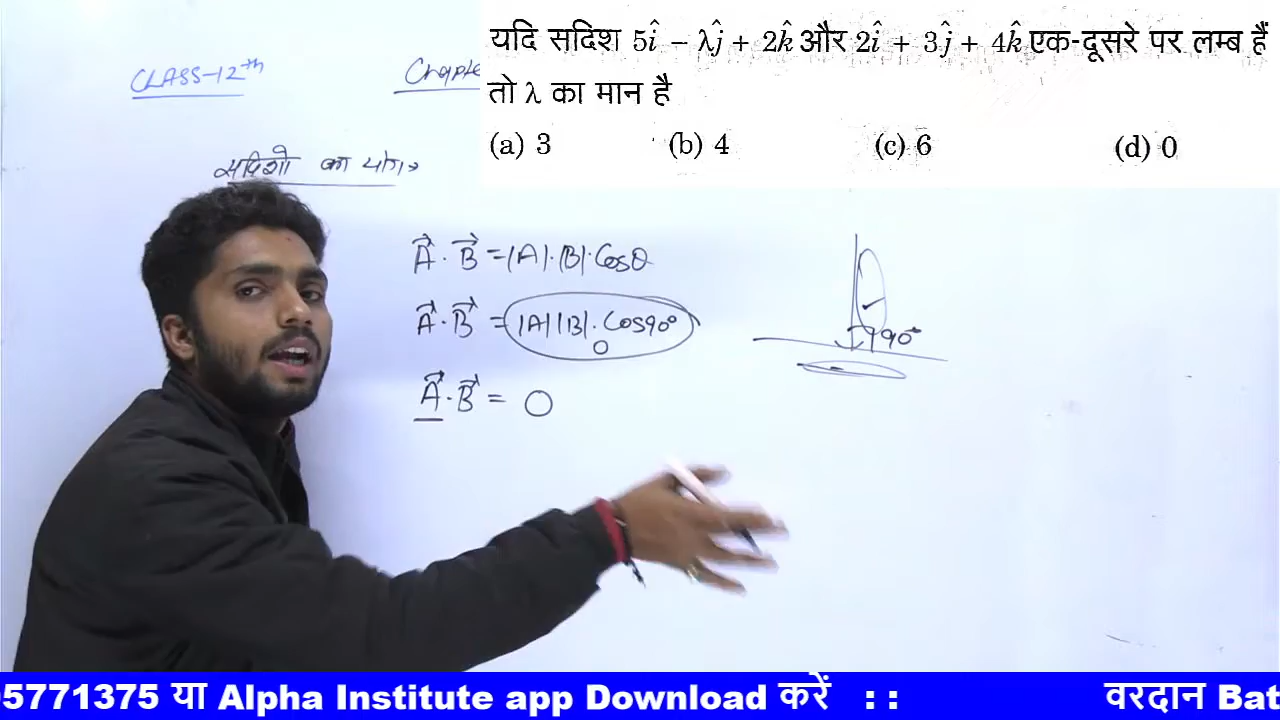 यदि सदिश 5î − λĵ + 2k̂ और 2î + 3ĵ + 4k̂ एक-दूसरे पर लम्ब हैं
तो λ का मान है
(a) 3 (b) 4 (c) 6 (d) 0
CLASS-12th
सदिशो का योग
A⃗ · B⃗ = |A|·|B|·Cosθ
A⃗ · B⃗ = |A||B|·Cos90°
0
90°
A⃗ · B⃗ = 0
05771375 या Alpha Institute app Download करें : : वरदान Bat